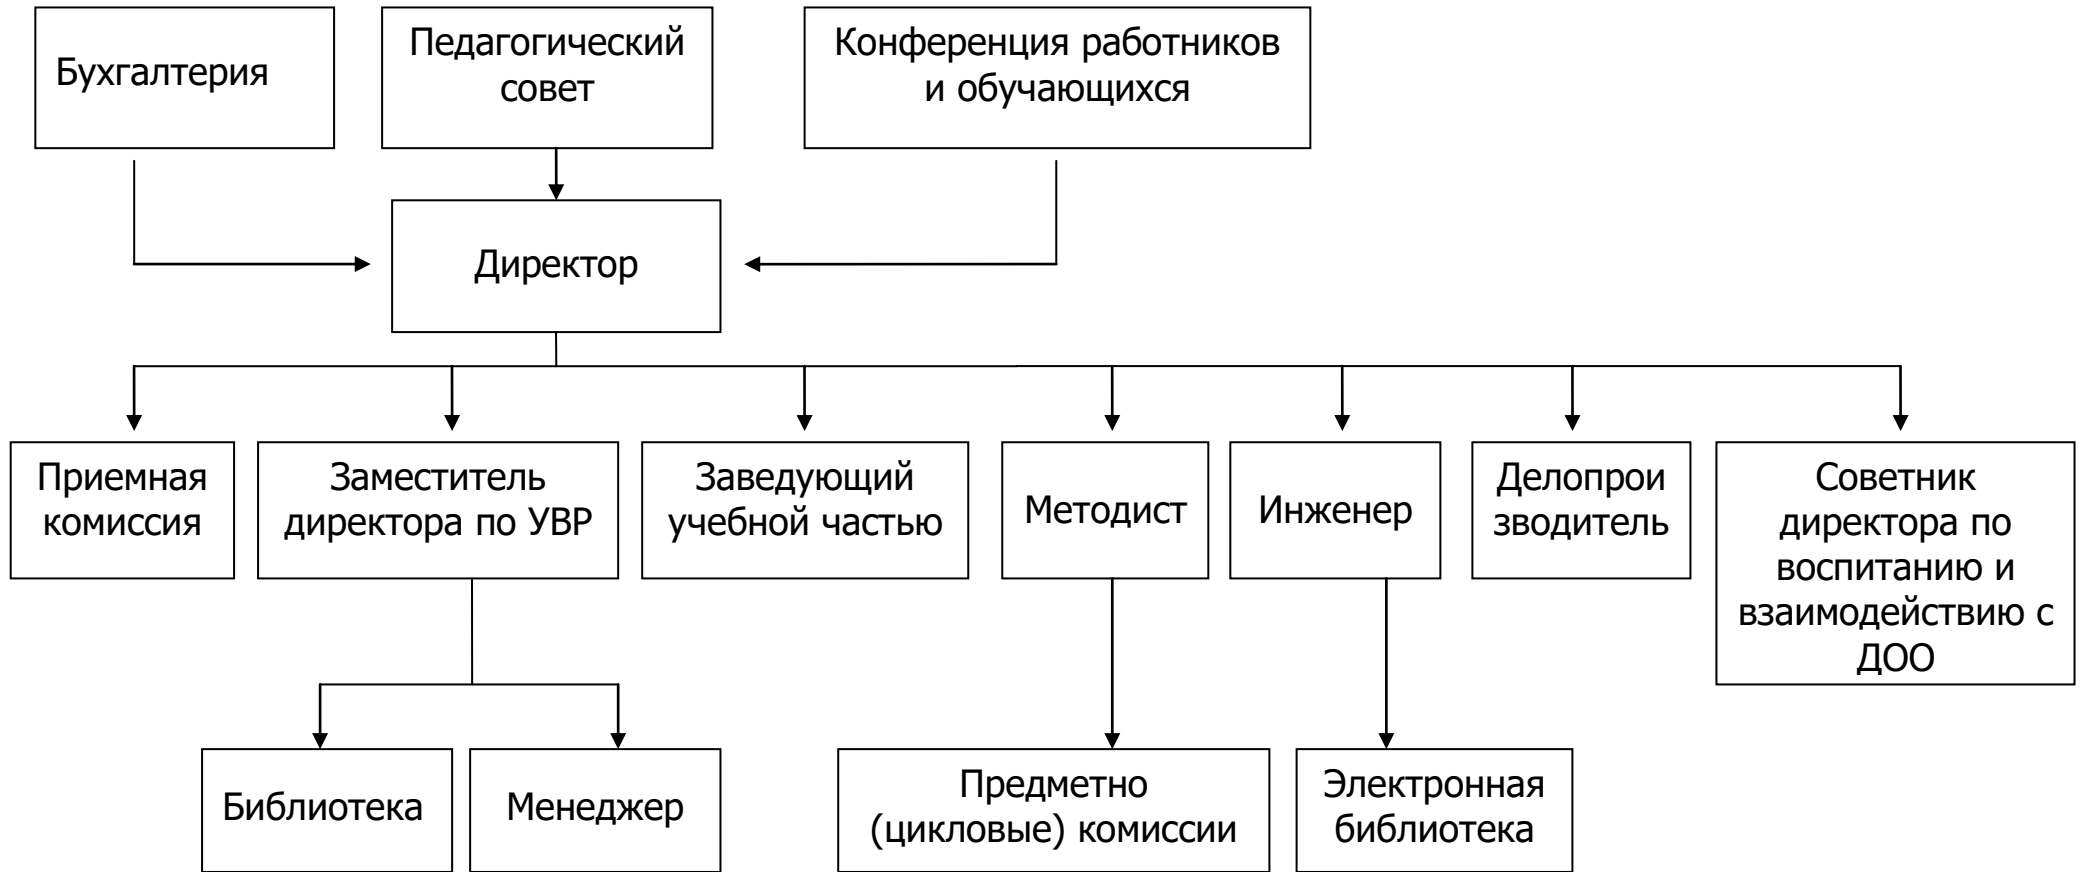 Бухгалтерия
Педагогический
совет
Конференция работников
и обучающихся
Директор
Приемная
комиссия
Заместитель
директора по УВР
Заведующий
учебной частью
Методист
Инженер
Делопрои
зводитель
Советник
директора по
воспитанию и
взаимодействию с
ДОО
Библиотека
Менеджер
Предметно
(цикловые) комиссии
Электронная
библиотека